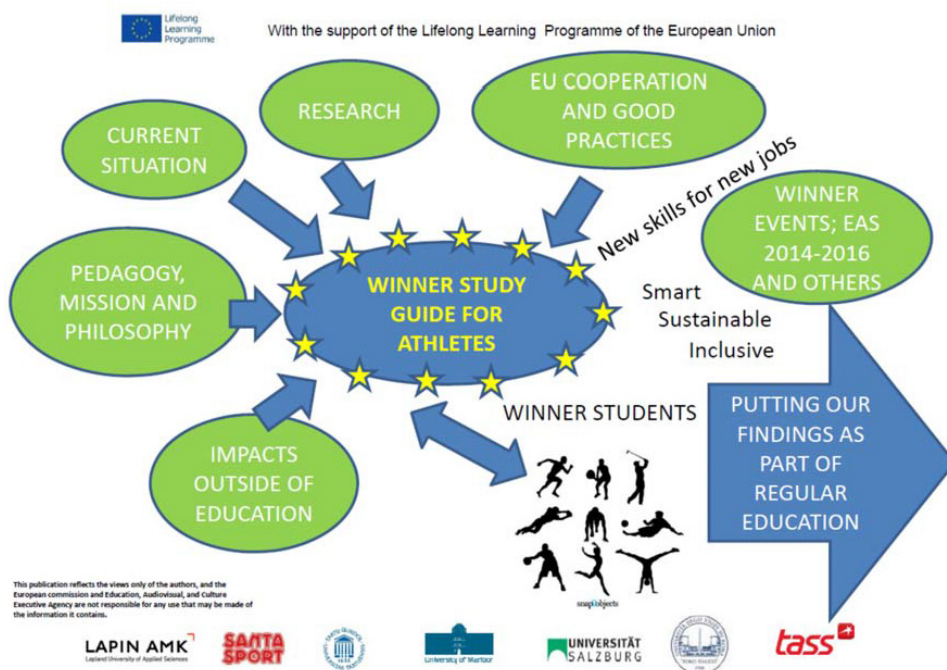 Lifelong
Learning
Programme
With the support of the Lifelong Learning Programme of the European Union
CURRENT
SITUATION
RESEARCH
EU COOPERATION
AND GOOD
PRACTICES
New skills for new jobs
WINNER
EVENTS; EAS
2014-2016
AND OTHERS
PEDAGOGY,
MISSION AND
PHILOSOPHY
WINNER STUDY
GUIDE FOR
ATHLETES
Smart
Sustainable
Inclusive
IMPACTS
OUTSIDE OF
EDUCATION
WINNER STUDENTS
PUTTING OUR
FINDINGS AS
PART OF
REGULAR
EDUCATION
snap2objects
This publication reflects the views only of the authors, and the
European commission and Education, Audiovisual, and Culture
Executive Agency are not responsible for any use that may be made of
the information it contains.
LAPIN AMK
Lapland University of Applied Sciences
SANTA
SPORT
University of Maribor
UNIVERSITÄT
SALZBURG
tass